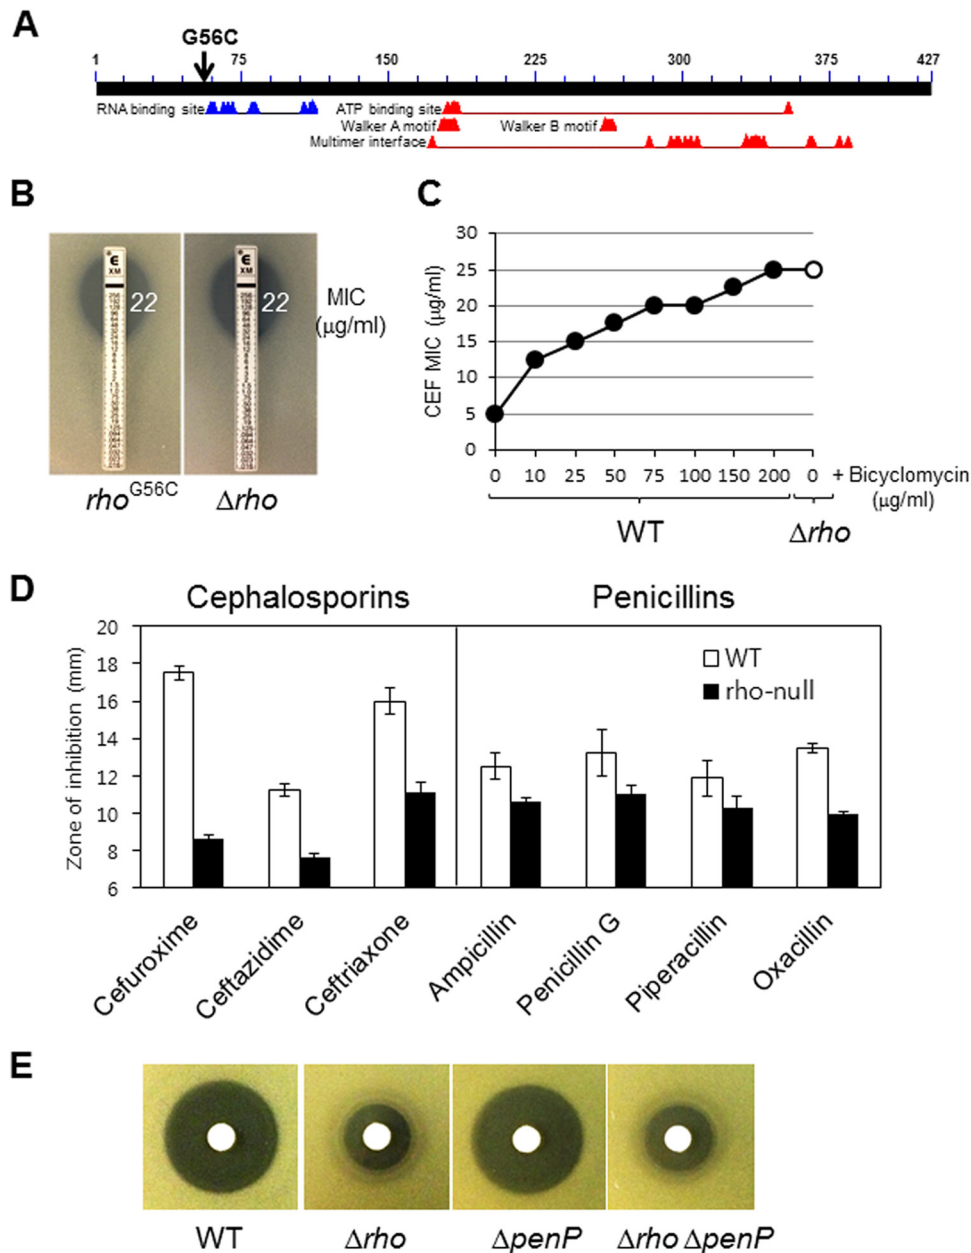 A
G56C
1 75 150 225 300 375 427
RNA binding site ATP binding site
Walker A motif Walker B motif
Multimer interface
B
ϵ
XM
ϵ
XM
22 22 MIC
(μg/ml)
rhoG56C Δrho
C
CEF MIC (μg/ml)
30
25
20
15
10
5
0
0 10 25 50 75 100 150 200 0 + Bicyclomycin
(μg/ml)
WT Δrho
D
Cephalosporins Penicillins
Zone of inhibition (mm)
20
18
16
14
12
10
8
6
WT
rho-null
Cefuroxime
Ceftazidime
Ceftriaxone
Ampicillin
Penicillin G
Piperacillin
Oxacillin
E
WT Δrho ΔpenP Δrho ΔpenP